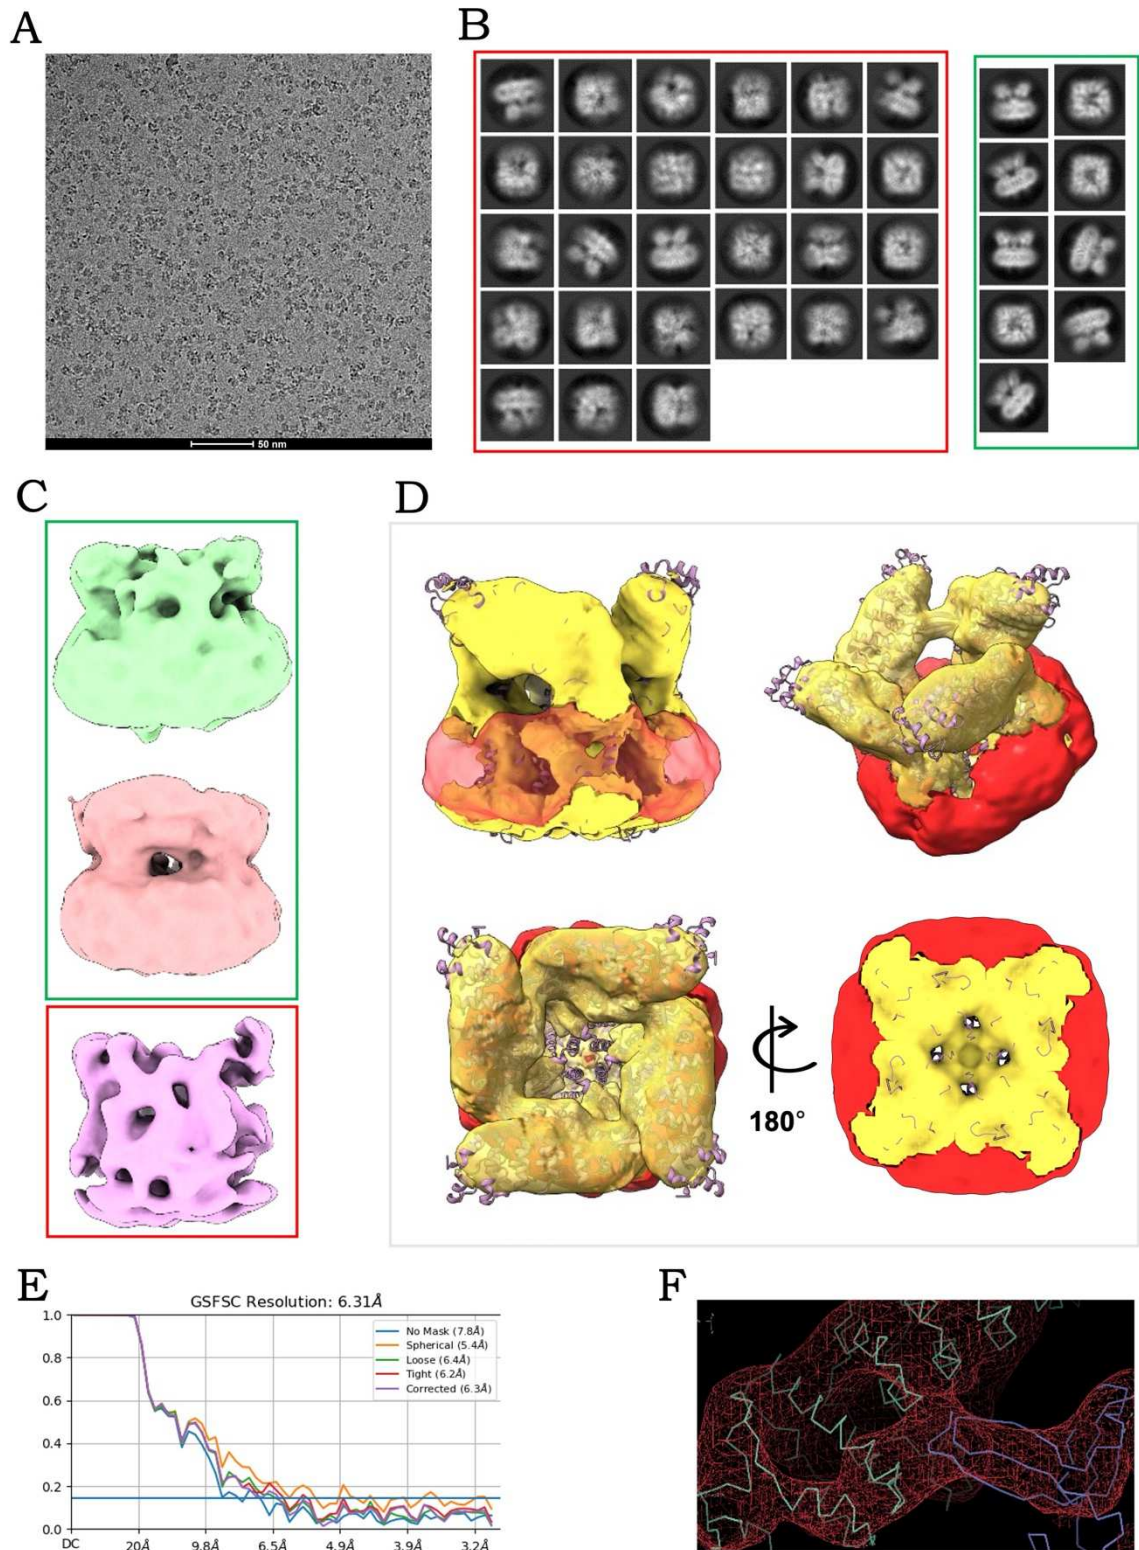 A
B
50 nm
C
D
180°
E
F
GSFSC Resolution: 6.31Å
1.0
0.8
0.6
0.4
0.2
0.0
No Mask (7.8Å)
Spherical (5.4Å)
Loose (6.4Å)
Tight (6.2Å)
Corrected (6.3Å)
DC 20Å 9.8Å 6.5Å 4.9Å 3.9Å 3.2Å